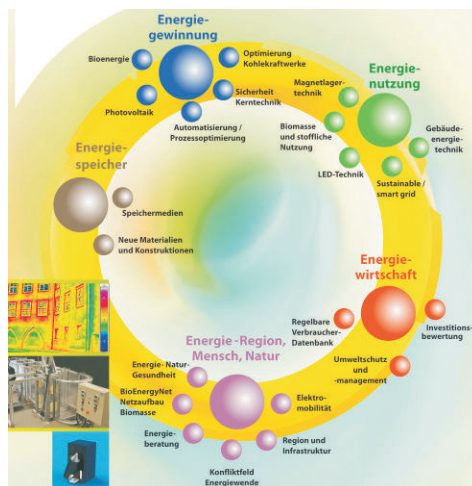 Energie-
gewinnung
Bioenergie
Optimierung
Kohlekraftwerke
Photovoltaik
Sicherheit
Kerntechnik
Automatisierung /
Prozessoptimierung
Energie-
nutzung
Magnetlager-
technik
Biomasse
und stoffliche
Nutzung
Gebäude-
energie-
technik
LED-Technik
Sustainable /
smart grid
Energie-
speicher
Speichermedien
Neue Materialien
und Konstruktionen
Energie-
wirtschaft
Regelbare
Verbraucher-
Datenbank
Investitions-
bewertung
Umweltschutz
und
-management
Energie-Region,
Mensch, Natur
Energie-Natur-
Gesundheit
BioEnergyNet
Netzaufbau
Biomasse
Elektro-
mobilität
Energie-
beratung
Region und
Infrastruktur
Konfliktfeld
Energiewende